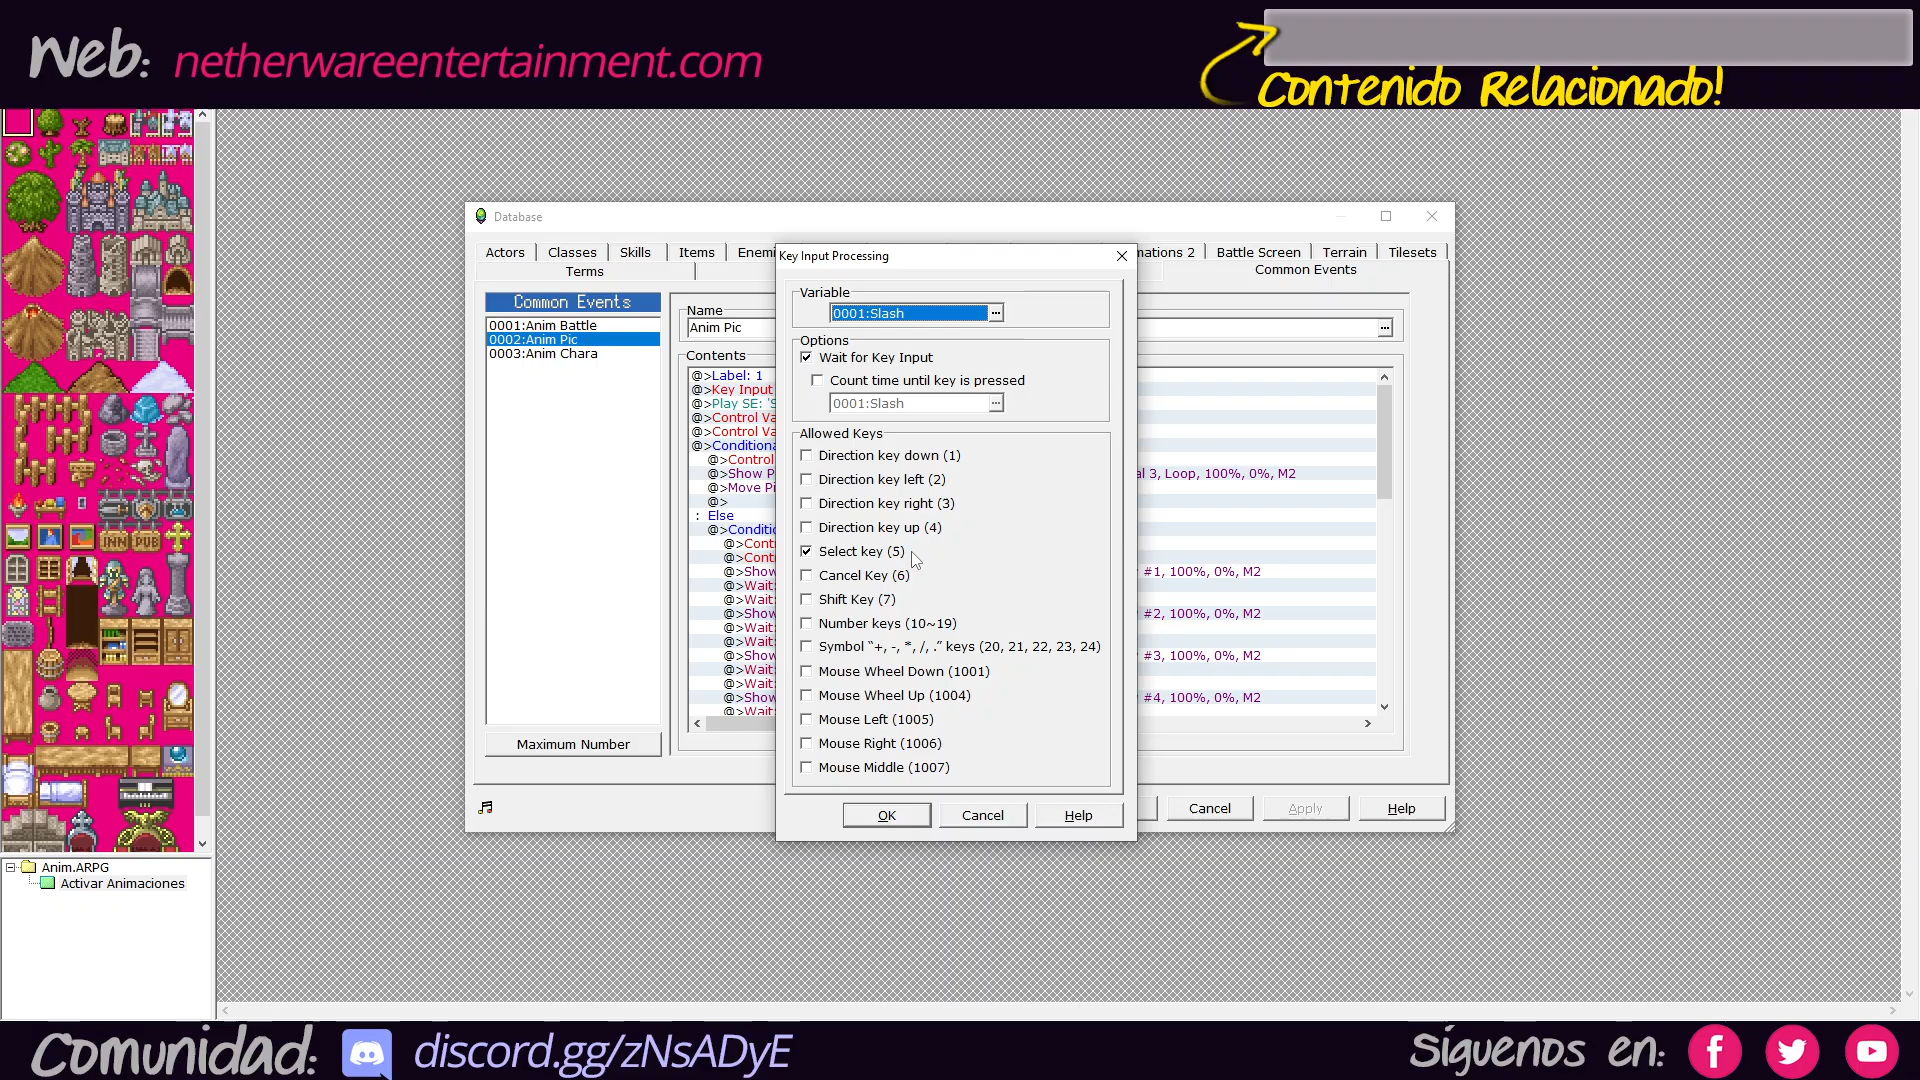 Web: netherwareentertainment.com
Contenido Relacionado!
Database
Actors
Classes
Skills
Items
Enemi
mations 2
Battle Screen
Terrain
Tilesets
Terms
Common Events
Common Events
0001:Anim Battle
0002:Anim Pic
0003:Anim Chara
Maximum Number
Name
Anim Pic
...
Contents
@>Label: 1
@>Key Input
@>Play SE: 'S
@>Control Va
@>Control Va
@>Conditiona
@>Control
@>Show P
al 3, Loop, 100%, 0%, M2
@>Move Pi
@>
: Else
@>Conditio
@>Cont
@>Cont
@>Show
#1, 100%, 0%, M2
@>Wait:
@>Wait:
@>Show
#2, 100%, 0%, M2
@>Wait:
@>Wait:
@>Show
#3, 100%, 0%, M2
@>Wait:
@>Wait:
@>Show
#4, 100%, 0%, M2
@>Wait:
Key Input Processing
Variable
0001:Slash
...
Options
Wait for Key Input
Count time until key is pressed
0001:Slash
...
Allowed Keys
Direction key down (1)
Direction key left (2)
Direction key right (3)
Direction key up (4)
Select key (5)
Cancel Key (6)
Shift Key (7)
Number keys (10~19)
Symbol “+, -, *, /, .” keys (20, 21, 22, 23, 24)
Mouse Wheel Down (1001)
Mouse Wheel Up (1004)
Mouse Left (1005)
Mouse Right (1006)
Mouse Middle (1007)
OK
Cancel
Help
Cancel
Apply
Help
INN
PUB
Anim.ARPG
Activar Animaciones
Comunidad: discord.gg/zNsADyE
Síguenos en: